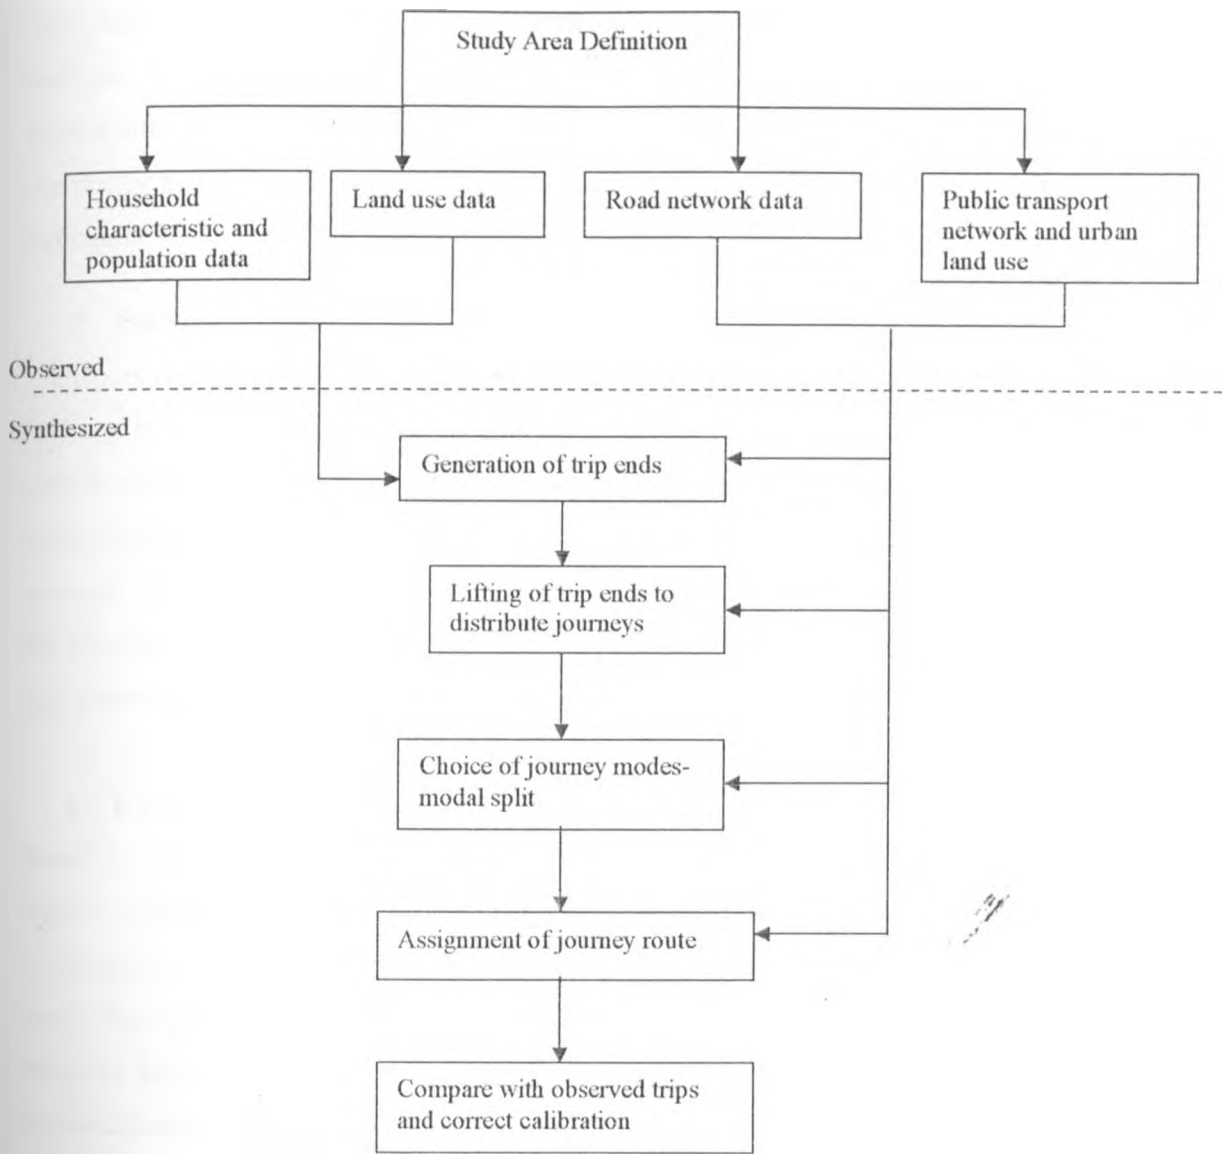 Study Area Definition
Household
characteristic and
population data
Land use data
Road network data
Public transport
network and urban
land use
Observed
Synthesized
Generation of trip ends
Lifting of trip ends to
distribute journeys
Choice of journey modes-
modal split
Assignment of journey route
Compare with observed trips
and correct calibration